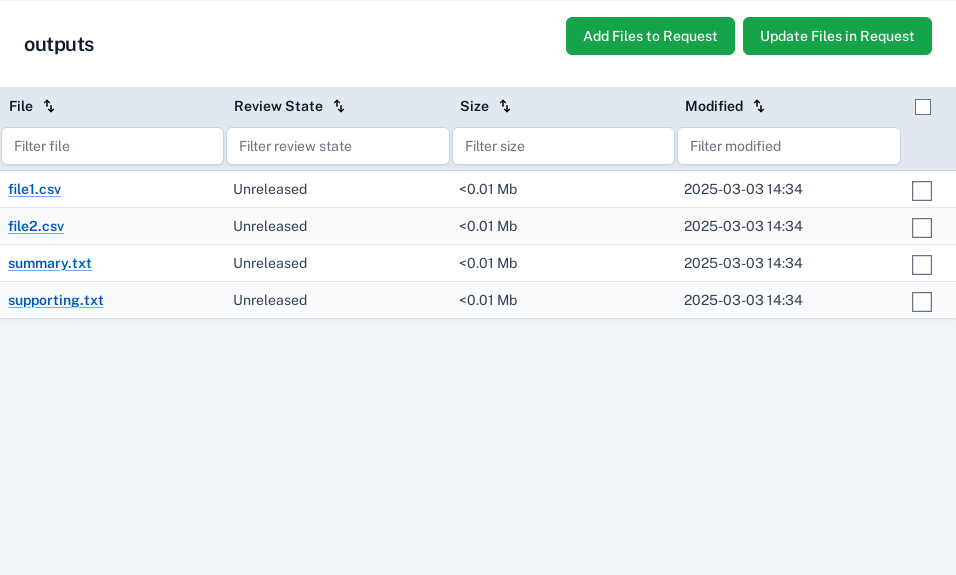 outputs
Add Files to Request Update Files in Request
File Review State Size Modified
Filter file Filter review state Filter size Filter modified
file1.csv Unreleased <0.01 Mb 2025-03-03 14:34
file2.csv Unreleased <0.01 Mb 2025-03-03 14:34
summary.txt Unreleased <0.01 Mb 2025-03-03 14:34
supporting.txt Unreleased <0.01 Mb 2025-03-03 14:34